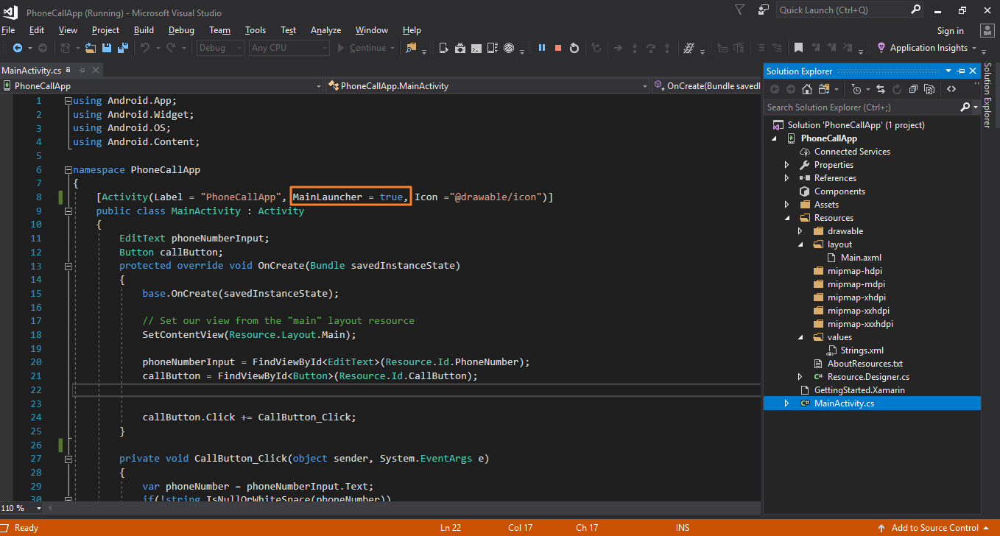 PhoneCallApp (Running) - Microsoft Visual Studio
Quick Launch (Ctrl+Q)
File Edit View Project Build Debug Team Tools Test Analyze Window Help
Sign in
Debug Any CPU Continue Application Insights
MainActivity.cs
PhoneCallApp PhoneCallApp.MainActivity OnCreate(Bundle savedI
1 using Android.App;
2 using Android.Widget;
3 using Android.OS;
4 using Android.Content;
5
6 namespace PhoneCallApp
7 {
8 [Activity(Label = "PhoneCallApp", MainLauncher = true, Icon ="@drawable/icon")]
9 public class MainActivity : Activity
10 {
11 EditText phoneNumberInput;
12 Button callButton;
13 protected override void OnCreate(Bundle savedInstanceState)
14 {
15 base.OnCreate(savedInstanceState);
16
17 // Set our view from the "main" layout resource
18 SetContentView(Resource.Layout.Main);
19
20 phoneNumberInput = FindViewById<EditText>(Resource.Id.PhoneNumber);
21 callButton = FindViewById<Button>(Resource.Id.CallButton);
22
23
24 callButton.Click += CallButton_Click;
25 }
26
27 private void CallButton_Click(object sender, System.EventArgs e)
28 {
29 var phoneNumber = phoneNumberInput.Text;
30 if(!string.IsNullOrWhiteSpace(phoneNumber))
110 %
Solution Explorer
Search Solution Explorer (Ctrl+;)
Solution 'PhoneCallApp' (1 project)
PhoneCallApp
Connected Services
Properties
References
Components
Assets
Resources
drawable
layout
Main.axml
mipmap-hdpi
mipmap-mdpi
mipmap-xhdpi
mipmap-xxhdpi
mipmap-xxxhdpi
values
Strings.xml
AboutResources.txt
Resource.Designer.cs
GettingStarted.Xamarin
MainActivity.cs
Solution Explorer
Ready Ln 22 Col 17 Ch 17 INS Add to Source Control